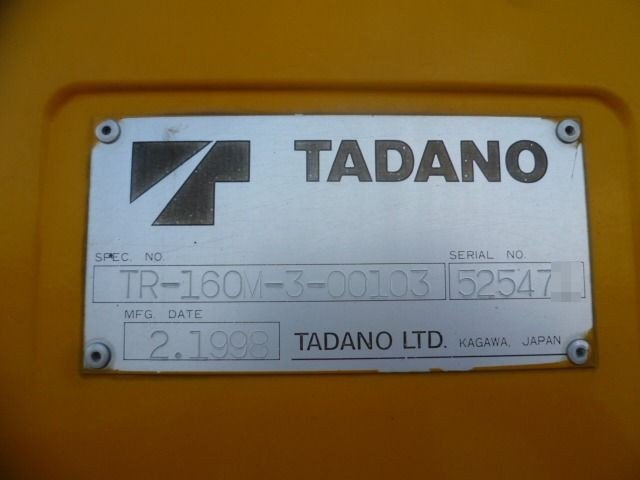 TADANO
SPEC. NO. SERIAL NO.
TR-160M-3-00103 52547
MFG. DATE
2.1998 TADANO LTD. KAGAWA, JAPAN